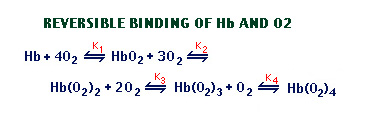 REVERSIBLE BINDING OF Hb AND O2
Hb + 4O₂ ⇌ K₁ HbO₂ + 3O₂ ⇌ K₂
Hb(O₂)₂ + 2O₂ ⇌ K₃ Hb(O₂)₃ + O₂ ⇌ K₄ Hb(O₂)₄